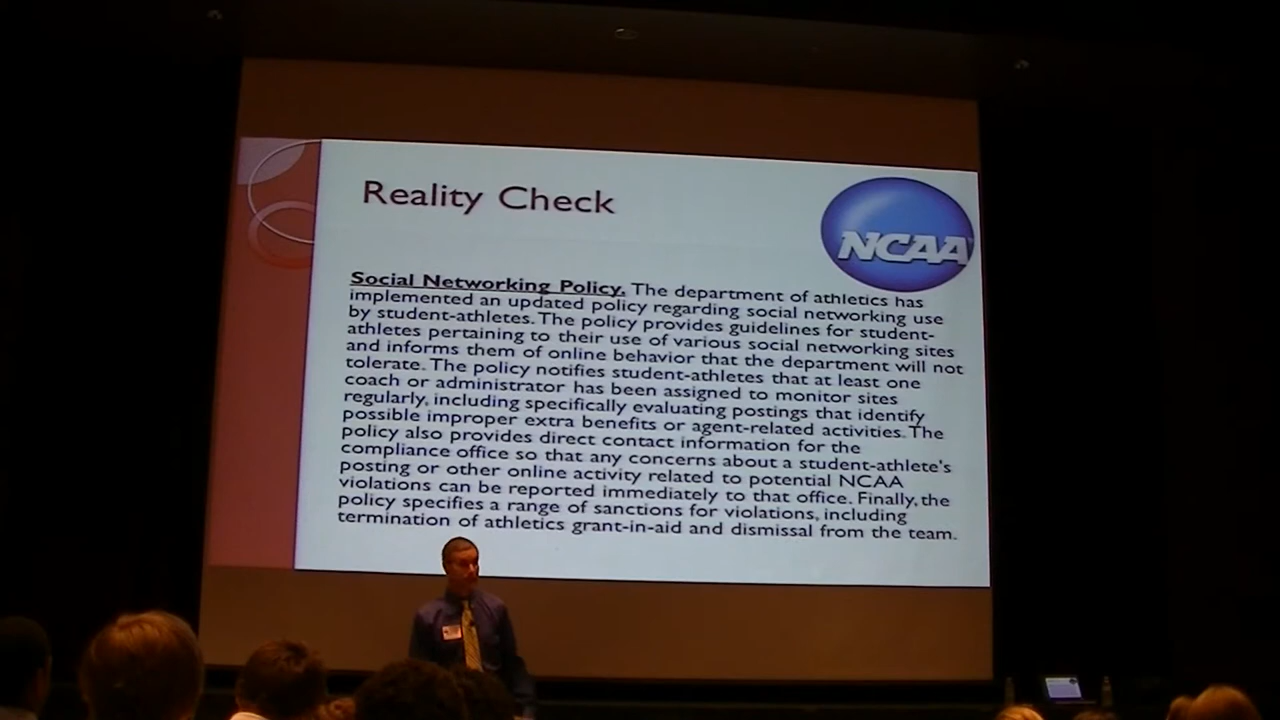 Reality Check
NCAA
Social Networking Policy. The department of athletics has
implemented an updated policy regarding social networking use
by student-athletes. The policy provides guidelines for student-
athletes pertaining to their use of various social networking sites
and informs them of online behavior that the department will not
tolerate. The policy notifies student-athletes that at least one
coach or administrator has been assigned to monitor sites
regularly, including specifically evaluating postings that identify
possible improper extra benefits or agent-related activities. The
policy also provides direct contact information for the
compliance office so that any concerns about a student-athlete's
posting or other online activity related to potential NCAA
violations can be reported immediately to that office. Finally, the
policy specifies a range of sanctions for violations, including
termination of athletics grant-in-aid and dismissal from the team.